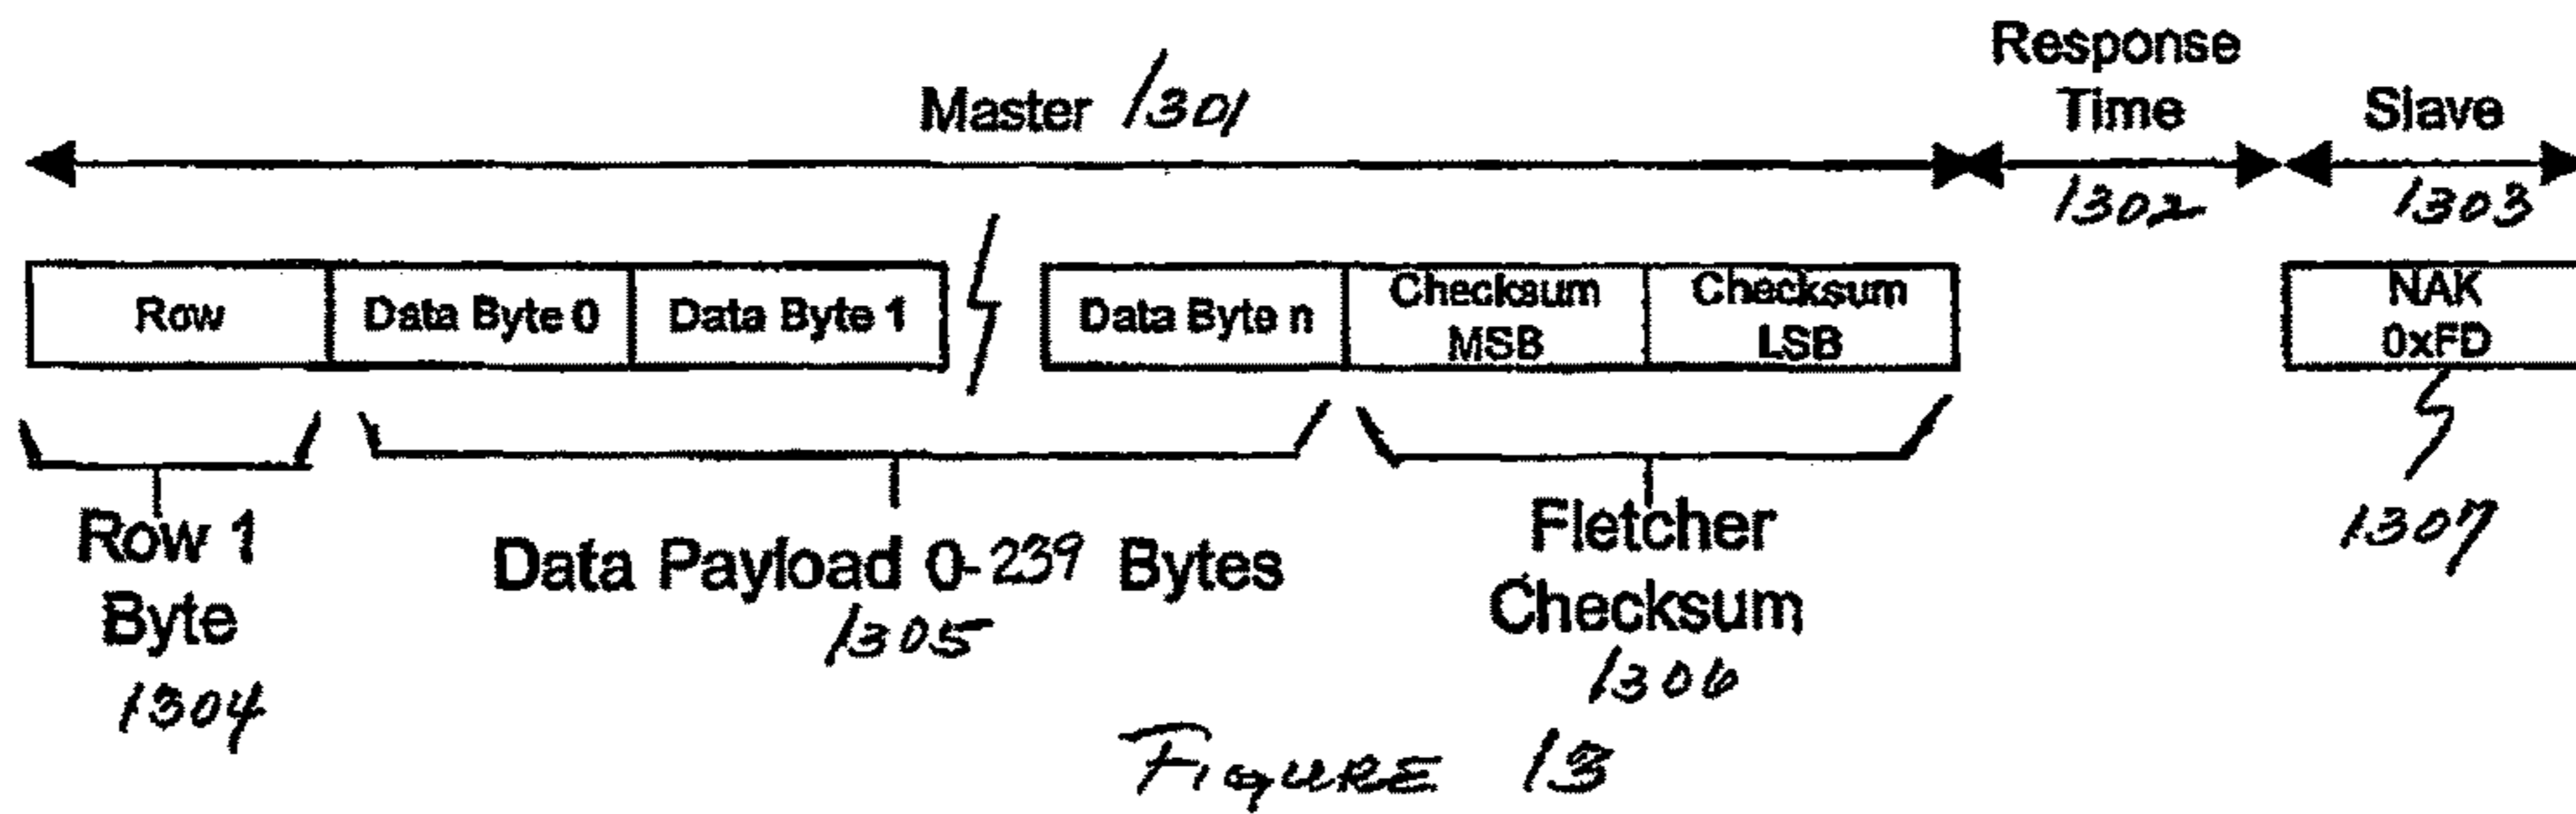 Master 1301
Response
Time
1302
Slave
1303
Row
Data Byte 0
Data Byte 1
Data Byte n
Checksum
MSB
Checksum
LSB
NAK
0xFD
Row 1
Byte
1304
Data Payload 0-239 Bytes
1305
Fletcher
Checksum
1306
1307
FIGURE 13